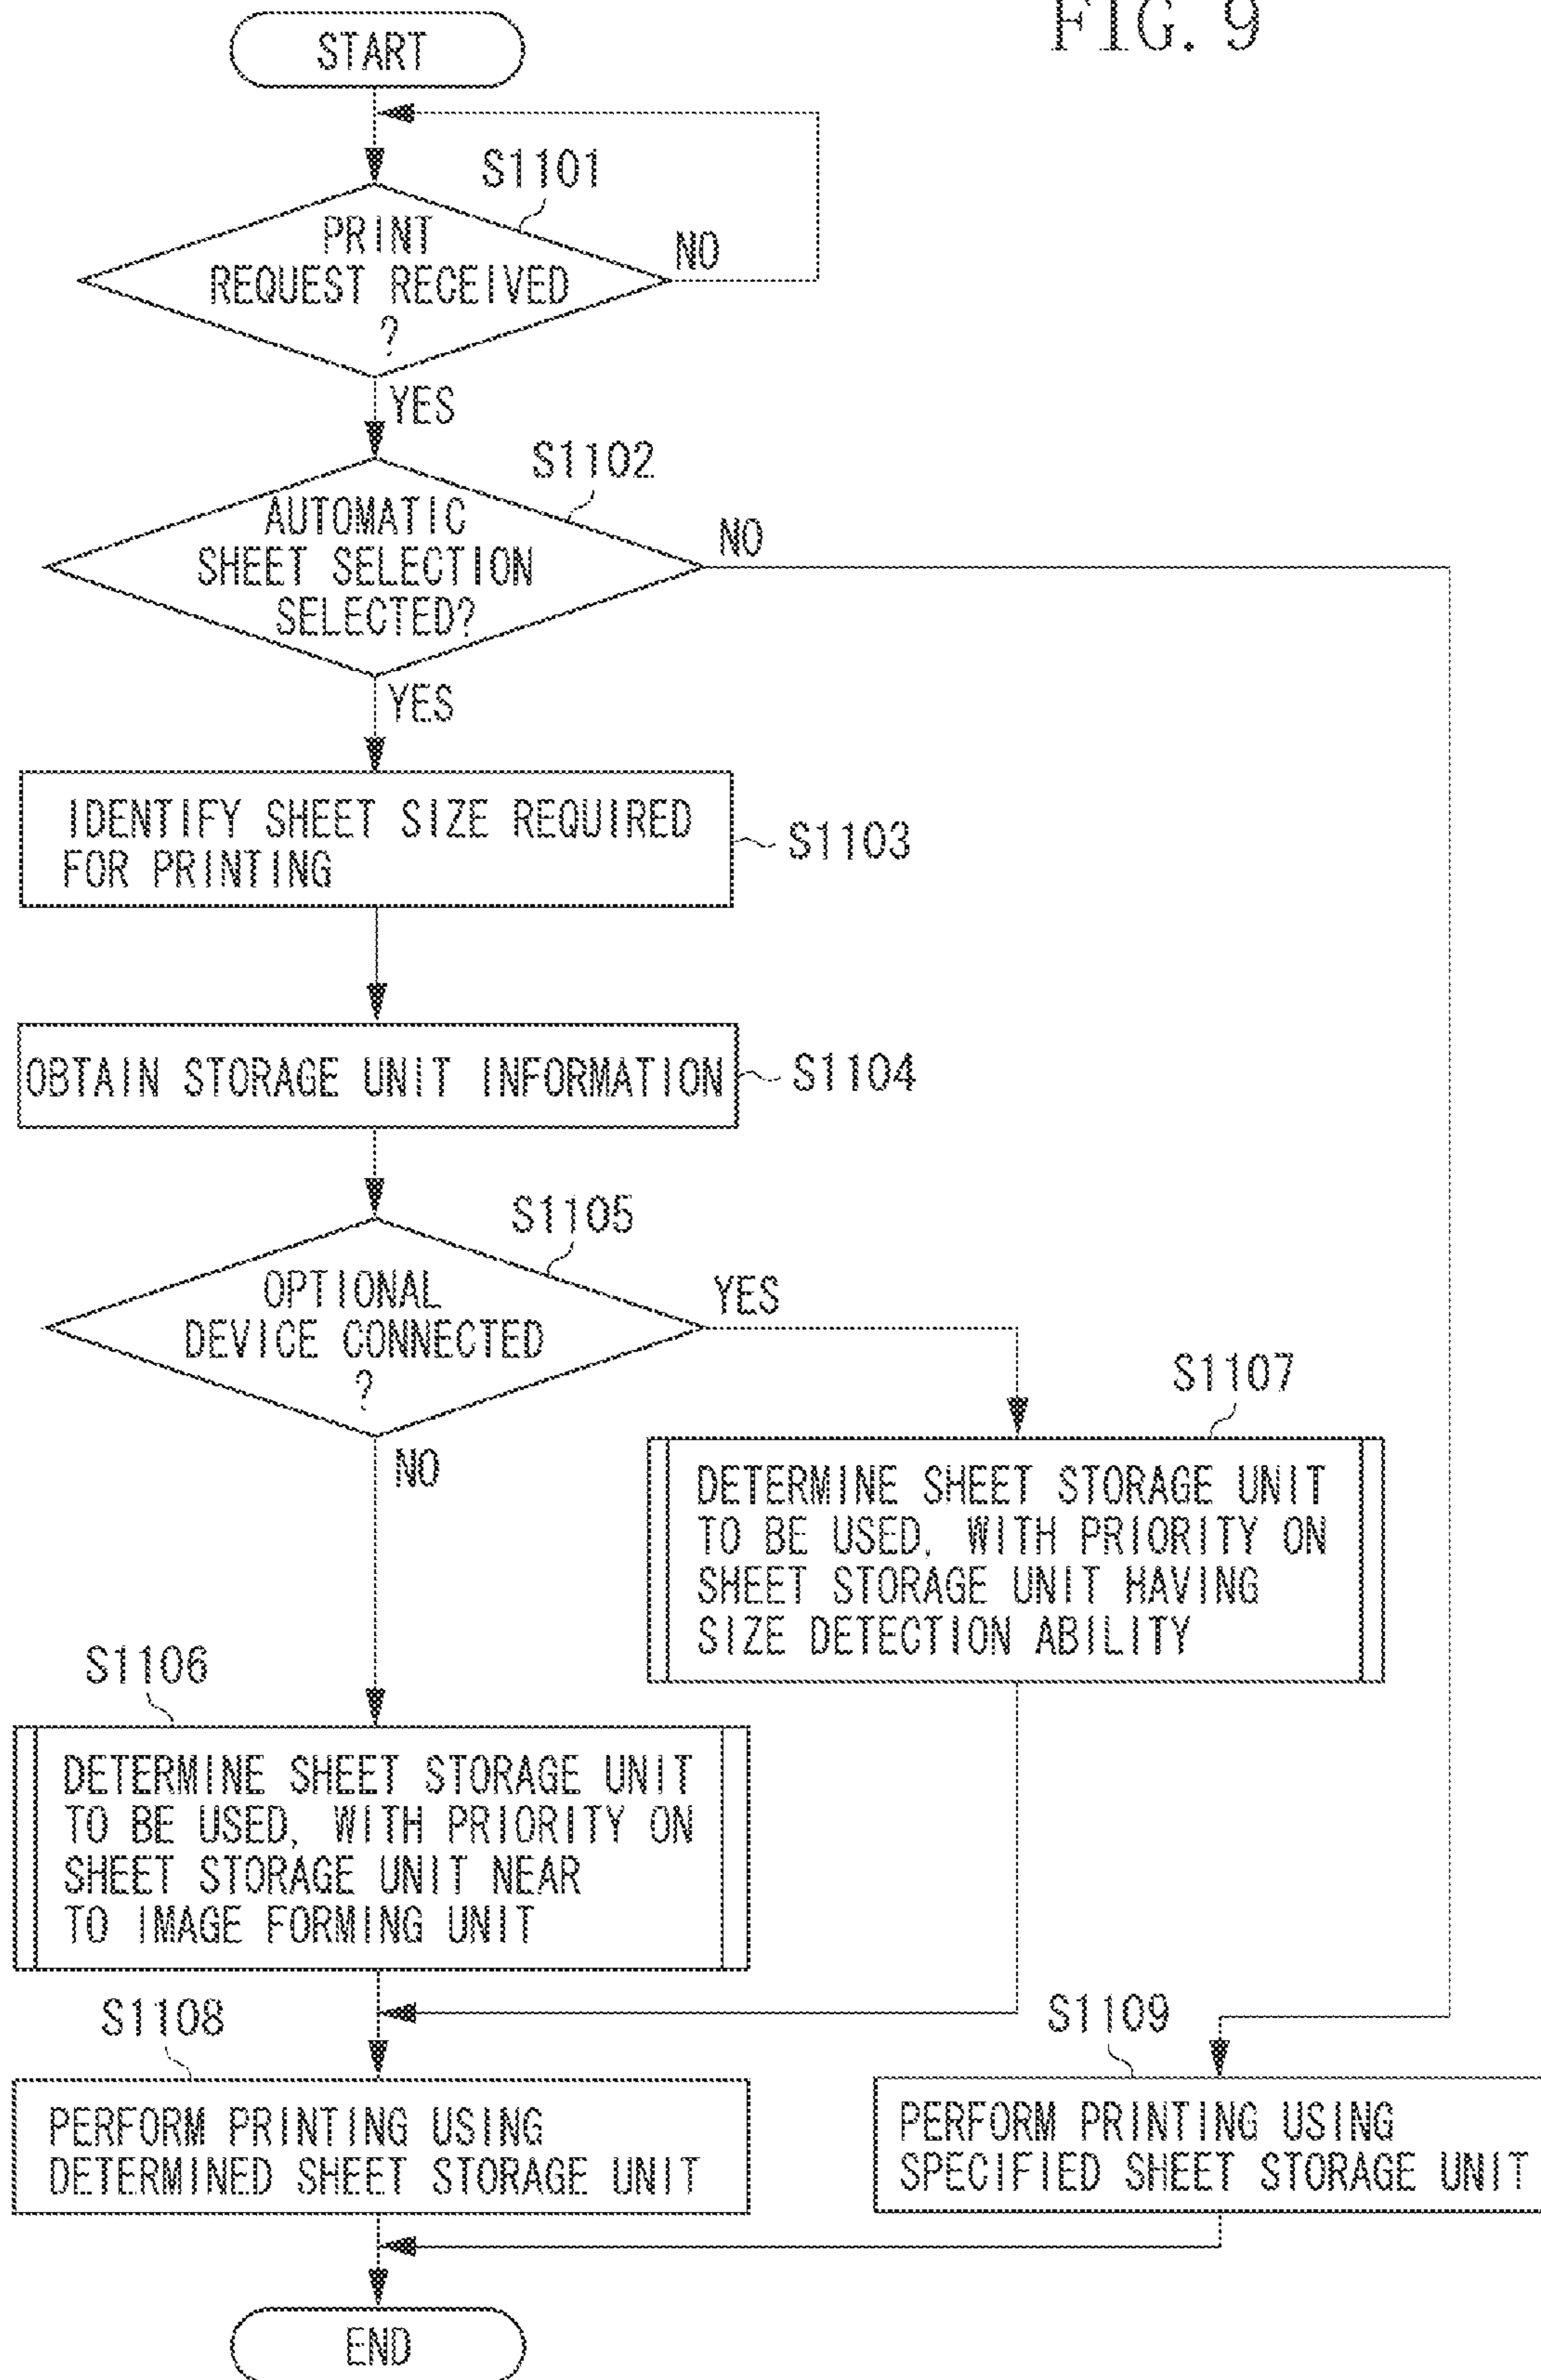 FIG. 9
START
S1101
PRINT
REQUEST RECEIVED
?
NO
YES
S1102
AUTOMATIC
SHEET SELECTION
SELECTED?
NO
YES
IDENTIFY SHEET SIZE REQUIRED
FOR PRINTING
S1103
OBTAIN STORAGE UNIT INFORMATION
S1104
S1105
OPTIONAL
DEVICE CONNECTED
?
YES
NO
S1107
DETERMINE SHEET STORAGE UNIT
TO BE USED, WITH PRIORITY ON
SHEET STORAGE UNIT HAVING
SIZE DETECTION ABILITY
S1106
DETERMINE SHEET STORAGE UNIT
TO BE USED, WITH PRIORITY ON
SHEET STORAGE UNIT NEAR
TO IMAGE FORMING UNIT
S1108
PERFORM PRINTING USING
DETERMINED SHEET STORAGE UNIT
S1109
PERFORM PRINTING USING
SPECIFIED SHEET STORAGE UNIT
END